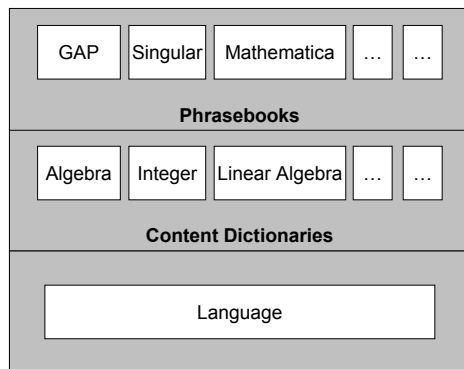 GAP Singular Mathematica … …
Phrasebooks
Algebra Integer Linear Algebra … …
Content Dictionaries
Language